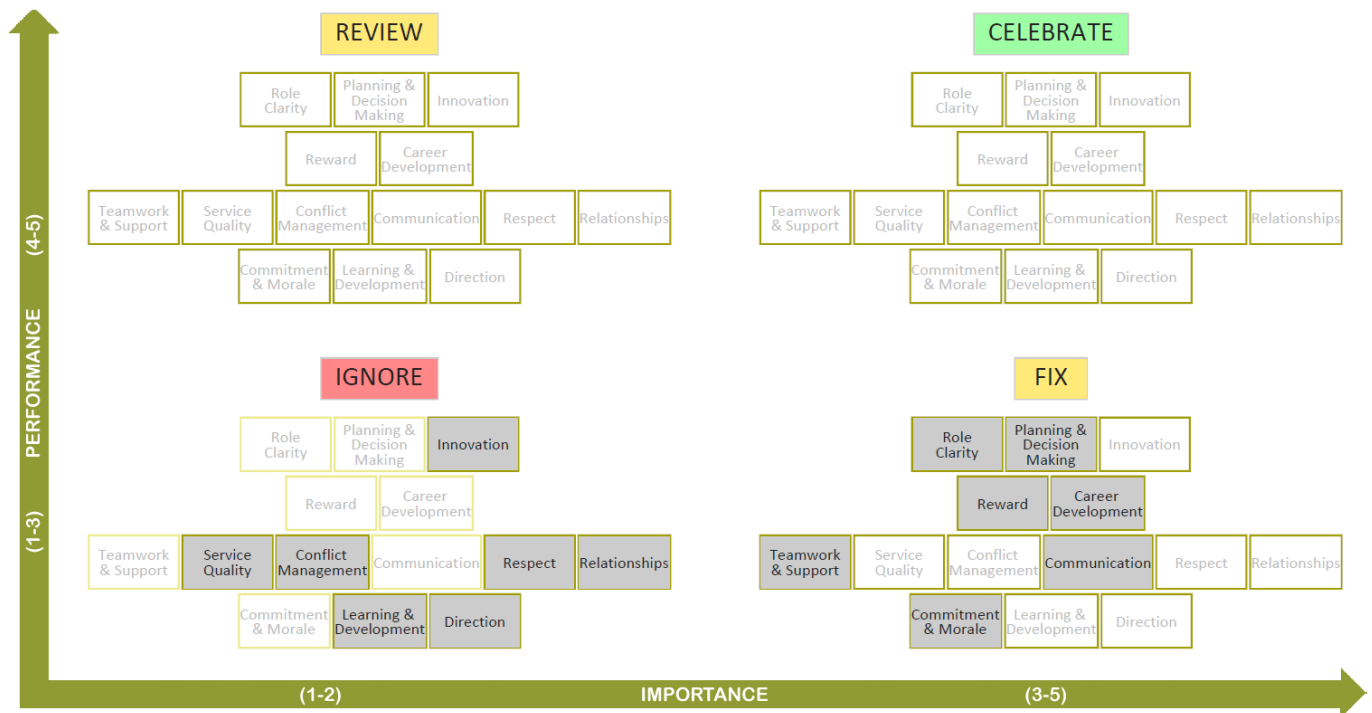 REVIEW
CELEBRATE
Role
Clarity
Planning &
Decision
Making
Innovation
Role
Clarity
Planning &
Decision
Making
Innovation
Reward
Career
Development
Reward
Career
Development
Teamwork
& Support
Service
Quality
Conflict
Management
Communication
Respect
Relationships
Teamwork
& Support
Service
Quality
Conflict
Management
Communication
Respect
Relationships
Commitment
& Morale
Learning &
Development
Direction
Commitment
& Morale
Learning &
Development
Direction
IGNORE
FIX
Role
Clarity
Planning &
Decision
Making
Innovation
Role
Clarity
Planning &
Decision
Making
Innovation
Reward
Career
Development
Reward
Career
Development
Teamwork
& Support
Service
Quality
Conflict
Management
Communication
Respect
Relationships
Teamwork
& Support
Service
Quality
Conflict
Management
Communication
Respect
Relationships
Commitment
& Morale
Learning &
Development
Direction
Commitment
& Morale
Learning &
Development
Direction
(1-3) PERFORMANCE (4-5)
(1-2) IMPORTANCE (3-5)